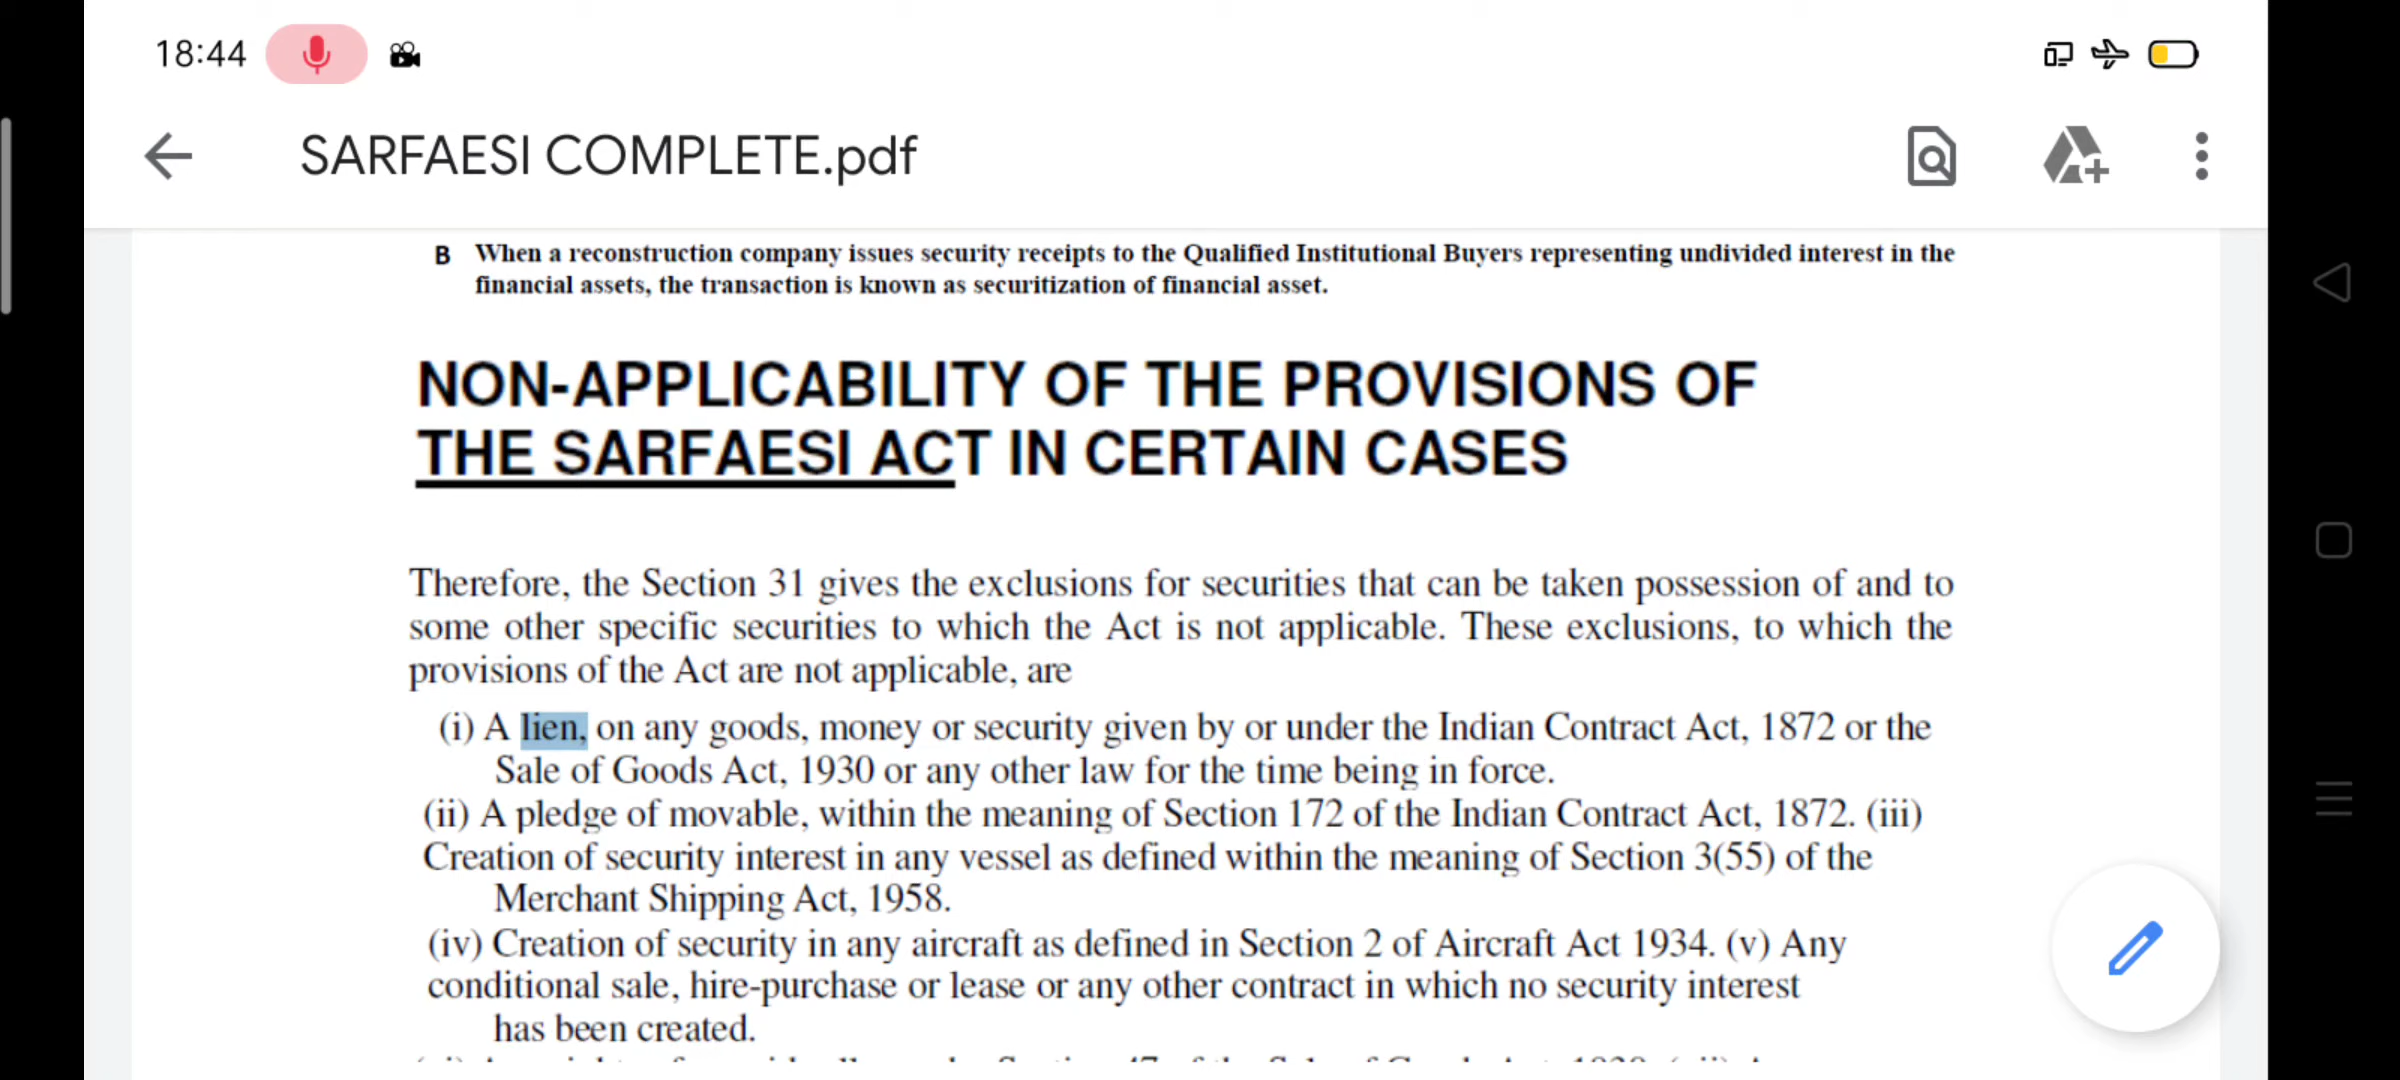 18:44
SARFAESI COMPLETE.pdf
B When a reconstruction company issues security receipts to the Qualified Institutional Buyers representing undivided interest in the
financial assets, the transaction is known as securitization of financial asset.
NON-APPLICABILITY OF THE PROVISIONS OF
THE SARFAESI ACT IN CERTAIN CASES
Therefore, the Section 31 gives the exclusions for securities that can be taken possession of and to
some other specific securities to which the Act is not applicable. These exclusions, to which the
provisions of the Act are not applicable, are
(i) A lien, on any goods, money or security given by or under the Indian Contract Act, 1872 or the
Sale of Goods Act, 1930 or any other law for the time being in force.
(ii) A pledge of movable, within the meaning of Section 172 of the Indian Contract Act, 1872. (iii)
Creation of security interest in any vessel as defined within the meaning of Section 3(55) of the
Merchant Shipping Act, 1958.
(iv) Creation of security in any aircraft as defined in Section 2 of Aircraft Act 1934. (v) Any
conditional sale, hire-purchase or lease or any other contract in which no security interest
has been created.